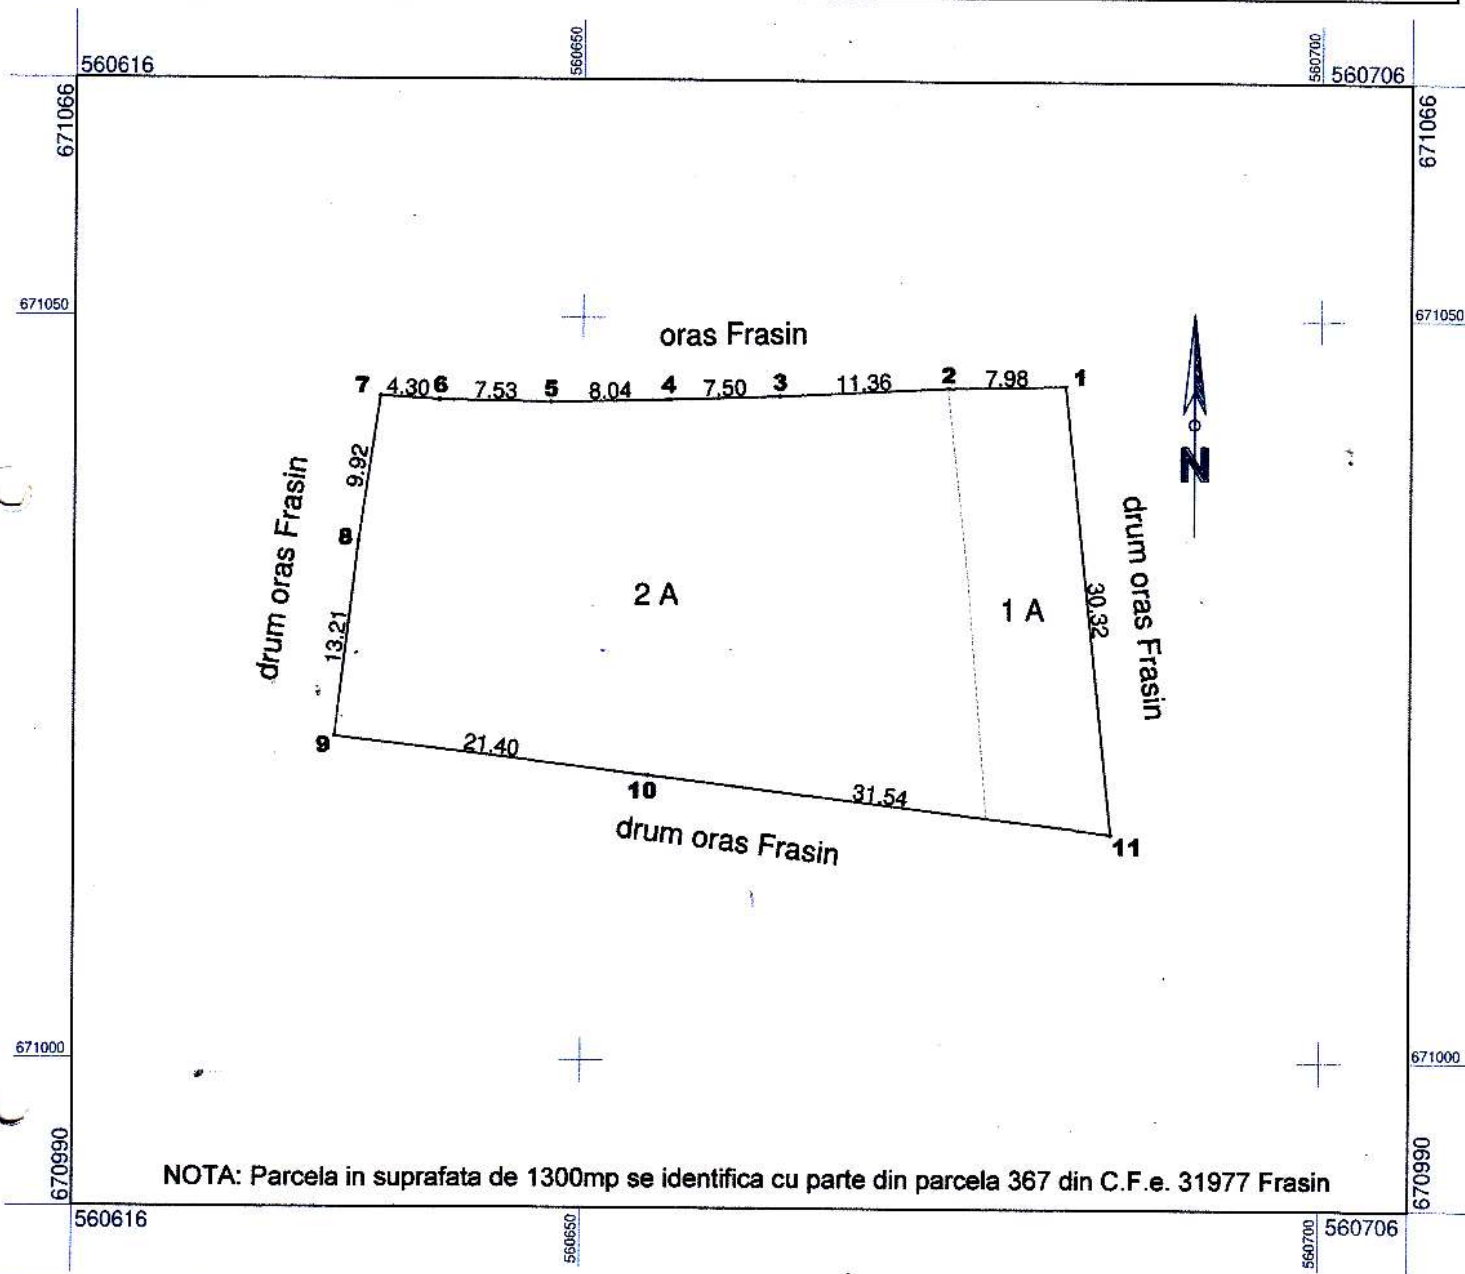 560616
560650
560700
560706
671066
671066
671050
671050
oras Frasin
7 4.30 6 7.53 5 8.04 4 7.50 3 11.36 2 7.98 1
9.92
drum oras Frasin
8
13.21
N
drum oras Frasin
30.32
2 A
1 A
9
21.40
10
31.54
11
drum oras Frasin
671000
671000
670990
670990
NOTA: Parcela in suprafata de 1300mp se identifica cu parte din parcela 367 din C.F.e. 31977 Frasin
560616
560650
560700
560706